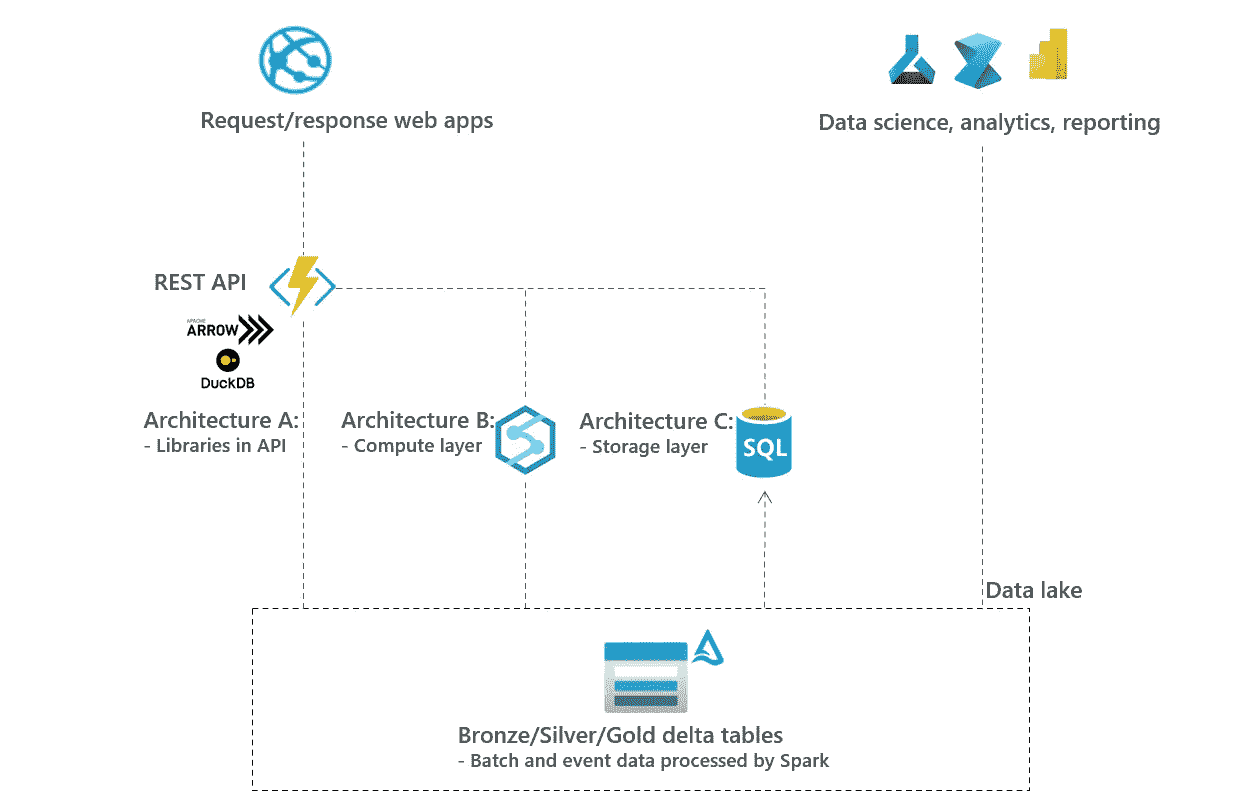 Request/response web apps
Data science, analytics, reporting
REST API
APACHE
ARROW
DuckDB
Architecture A:
- Libraries in API
Architecture B:
- Compute layer
Architecture C:
- Storage layer
SQL
Data lake
Bronze/Silver/Gold delta tables
- Batch and event data processed by Spark